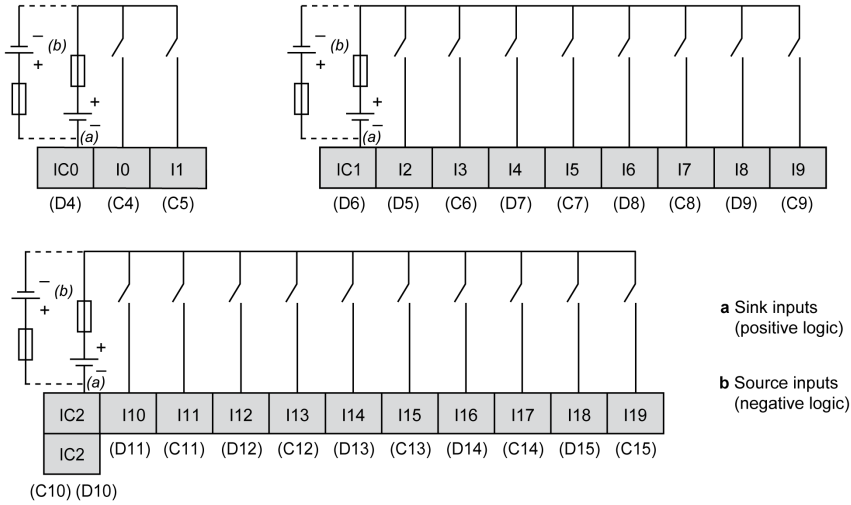 − (b) − (b)
+ +
+ +
− (a) − (a)
IC0 I0 I1 IC1 I2 I3 I4 I5 I6 I7 I8 I9
(D4) (C4) (C5) (D6) (D5) (C6) (D7) (C7) (D8) (C8) (D9) (C9)
− (b)
+
a Sink inputs
(positive logic)
+
− (a)
b Source inputs
(negative logic)
IC2 I10 I11 I12 I13 I14 I15 I16 I17 I18 I19
IC2 (D11) (C11) (D12) (C12) (D13) (C13) (D14) (C14) (D15) (C15)
(C10) (D10)